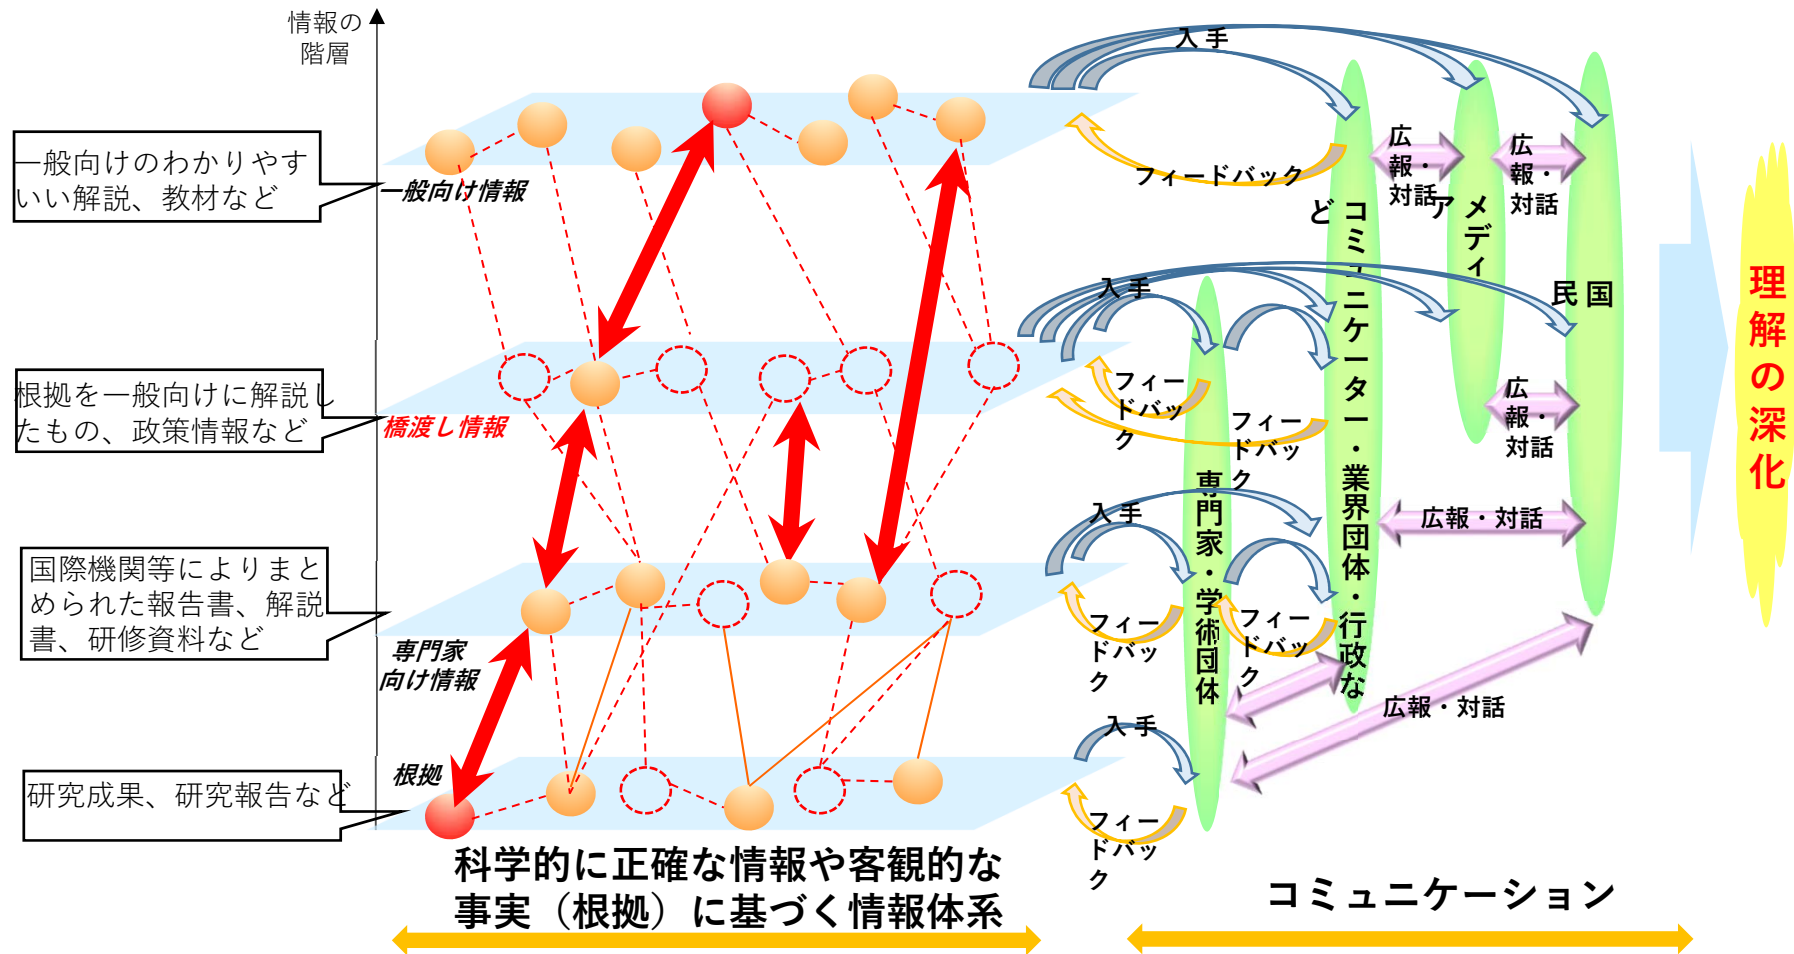 情報の
階層
一般向けのわかりやす
いい解説、教材など
一般向け情報
根拠を一般向けに解説し
たもの、政策情報など
橋渡し情報
国際機関等によりまと
められた報告書、解説
書、研修資料など
専門家
向け情報
研究成果、研究報告など
根拠
科学的に正確な情報や客観的な
事実（根拠）に基づく情報体系
入 手
フィードバック
広
報・
対話
広
報・
対話
入 手
フィー
ドバッ
ク
フィー
ドバッ
ク
広
報・
対話
入 手
フィー
ドバッ
ク
フィー
ドバッ
ク
広報・対話
入 手
フィー
ドバッ
ク
広報・対話
専門家・学術団体
コミュニケーター・業界団体・行政な
ど
メディ
ア
国
民
コミュニケーション
理解の深化